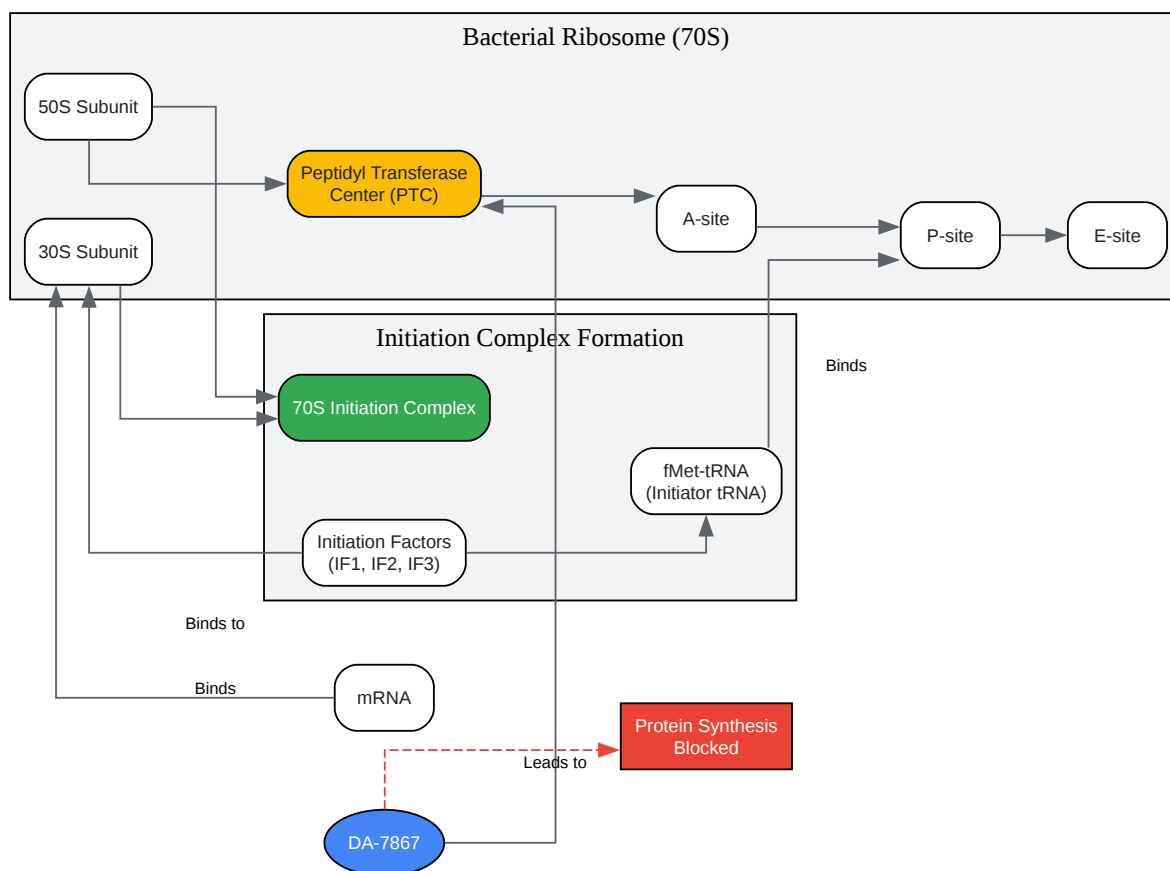 Bacterial Ribosome (70S)
50S Subunit
Peptidyl Transferase
Center (PTC)
A-site
P-site
E-site
30S Subunit
Initiation Complex Formation
Binds
70S Initiation Complex
fMet-tRNA
(Initiator tRNA)
Initiation Factors
(IF1, IF2, IF3)
Binds to
Binds
mRNA
Protein Synthesis
Blocked
Leads to
DA-7867